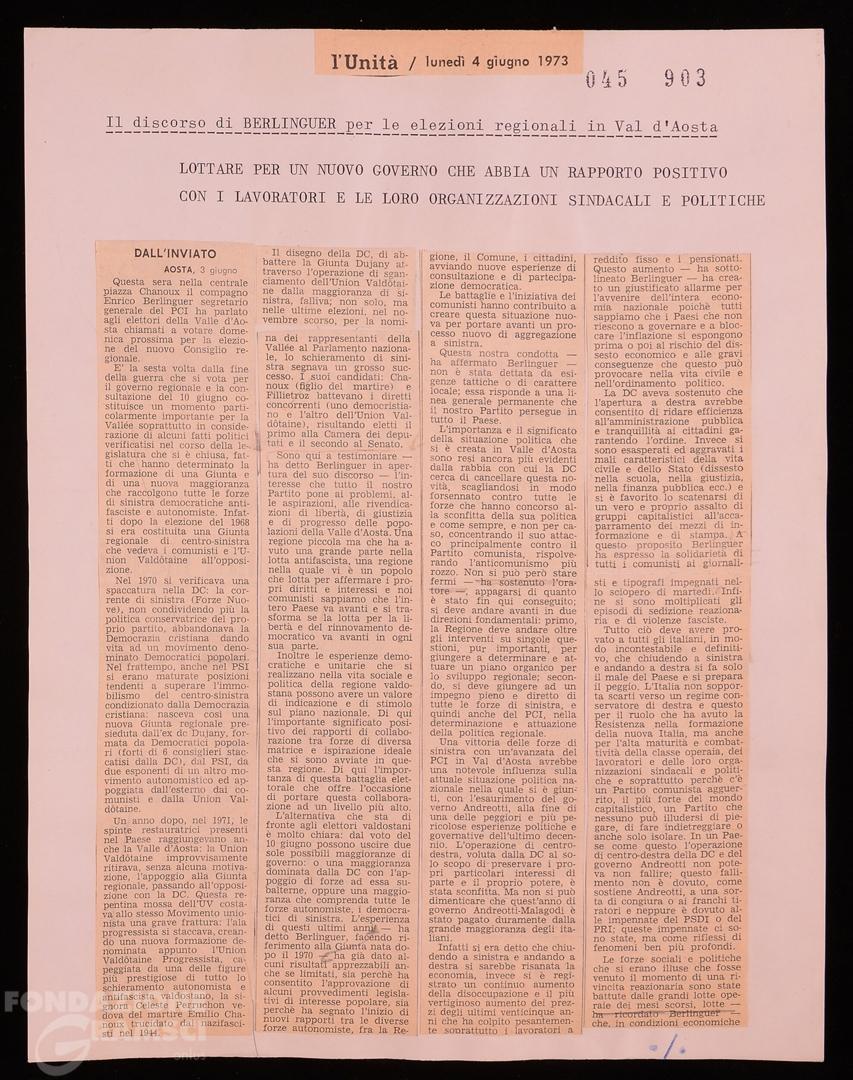 l'Unità / lunedì 4 giugno 1973
045 903
Il discorso di BERLINGUER per le elezioni regionali in Val d'Aosta
LOTTARE PER UN NUOVO GOVERNO CHE ABBIA UN RAPPORTO POSITIVO
CON I LAVORATORI E LE LORO ORGANIZZAZIONI SINDACALI E POLITICHE
DALL'INVIATO
AOSTA, 3 giugno
Questa sera nella centrale
piazza Chanoux il compagno
Enrico Berlinguer segretario
generale del PCI ha parlato
agli elettori della Valle d'Ao-
sta chiamati a votare dome-
nica prossima per la elezio-
ne del nuovo Consiglio re-
gionale.
E' la sesta volta dalla fine
della guerra che si vota per
il governo regionale e la con-
sultazione del 10 giugno co-
stituisce un momento parti-
colarmente importante per la
Vallée soprattutto in conside-
razione di alcuni fatti politici
verificatisi nel corso della le-
gislatura che si è chiusa, fat-
ti che hanno determinato la
formazione di una Giunta e
di una nuova maggioranza
che raccolgono tutte le forze
di sinistra democratiche anti-
fasciste e autonomiste. Infat-
ti dopo la elezione del 1968
si era costituita una Giunta
regionale di centro-sinistra
che vedeva i comunisti e l'U-
nion Valdôtaine all'opposi-
zione.
Nel 1970 si verificava una
spaccatura nella DC: la cor-
rente di sinistra (Forze Nuo-
ve), non condividendo più la
politica conservatrice del pro-
prio partito, abbandonava la
Democrazia cristiana dando
vita ad un movimento deno-
minato Democratici popolari.
Nel frattempo, anche nel PSI
si erano maturate posizioni
tendenti a superare l'immo-
bilismo del centro-sinistra
condizionato dalla Democrazia
cristiana: nasceva così una
nuova Giunta regionale pre-
sieduta dall'ex dc Dujany, for-
mata da Democratici popola-
ri (forti di 6 consiglieri stac-
catisi dalla DC), dal PSI, da
due esponenti di un altro mo-
vimento autonomistico ed ap-
poggiata dall'esterno dai co-
munisti e dalla Union Val-
dôtaine.
Un anno dopo, nel 1971, le
spinte restauratrici presenti
nel Paese raggiungevano an-
che la Valle d'Aosta: la Union
Valdôtaine improvvisamente
ritirava, senza alcuna motiva-
zione, l'appoggio alla Giunta
regionale, passando all'opposi-
zione con la DC. Questa re-
pentina mossa dell'UV costa-
va allo stesso Movimento unio-
nista una grave frattura: l'ala
progressista si staccava, crean-
do una nuova formazione de-
nominata appunto l'Union
Valdôtaine Progressista, ca-
peggiata da una delle figure
più prestigiose di tutto lo
schieramento autonomista e
antifascista valdostano, la si-
gnora Celeste Perruchon ve-
dova del martire Emilio Cha-
noux trucidato dai nazifasci-
sti nel 1944.
Il disegno della DC, di ab-
battere la Giunta Dujany at-
traverso l'operazione di sgan-
ciamento dell'Union Valdôtai-
ne dalla maggioranza di si-
nistra, falliva; non solo, ma
nelle ultime elezioni, nel no-
vembre scorso, per la nomi-
na dei rappresentanti della
Vallée al Parlamento naziona-
le, lo schieramento di sini-
stra segnava un grosso suc-
cesso. I suoi candidati: Cha-
noux (figlio del martire) e
Fillietroz battevano i diretti
concorrenti (uno democristia-
no e l'altro dell'Union Val-
dôtaine), risultando eletti il
primo alla Camera dei depu-
tati e il secondo al Senato.
Sono qui a testimoniare —
ha detto Berlinguer in aper-
tura del suo discorso — l'in-
teresse che tutto il nostro
Partito pone ai problemi, al-
le aspirazioni, alle rivendica-
zioni di libertà, di giustizia
e di progresso delle popo-
lazioni della Valle d'Aosta. Una
regione piccola ma che ha a-
vuto una grande parte nella
lotta antifascista, una regione
nella quale vi è un popolo
che lotta per affermare i pro-
pri diritti e interessi e noi
comunisti sappiamo che l'in-
tero Paese va avanti e si tra-
sforma se la lotta per la li-
bertà e del rinnovamento de-
mocratico va avanti in ogni
sua parte.
Inoltre le esperienze demo-
cratiche e unitarie che si
realizzano nella vita sociale e
politica della regione valdo-
stana possono avere un valore
di indicazione e di stimolo
sul piano nazionale. Di qui
l'importante significato posi-
tivo dei rapporti di collabo-
razione tra forze di diversa
matrice e ispirazione ideale
che si sono avviate in que-
sta regione. Di qui l'impor-
tanza di questa battaglia elet-
torale che offre l'occasione
di portare questa collabora-
zione ad un livello più alto.
L'alternativa che sta di
fronte agli elettori valdostani
è molto chiara: dal voto del
10 giugno possono uscire due
sole possibili maggioranze di
governo: o una maggioranza
dominata dalla DC con l'ap-
poggio di forze ad essa su-
balterne, oppure una maggio-
ranza che comprenda tutte le
forze autonomiste, i democra-
tici di sinistra. L'esperienza
di questi ultimi anni — ha
detto Berlinguer, facendo ri-
ferimento alla Giunta nata do-
po il 1970 — ha già dato al-
cuni risultati apprezzabili an-
che se limitati, sia perchè ha
consentito l'approvazione di
alcuni provvedimenti legisla-
tivi di interesse popolare, sia
perchè ha segnato l'inizio di
nuovi rapporti tra le diverse
forze autonomiste, fra la Re-
gione, il Comune, i cittadini,
avviando nuove esperienze di
consultazione e di partecipa-
zione democratica.
Le battaglie e l'iniziativa dei
comunisti hanno contribuito a
creare questa situazione nuo-
va per portare avanti un pro-
cesso nuovo di aggregazione
a sinistra.
Questa nostra condotta —
ha affermato Berlinguer —
non è stata dettata da esi-
genze tattiche o di carattere
locale; essa risponde a una li-
nea generale permanente che
il nostro Partito persegue in
tutto il Paese.
L'importanza e il significato
della situazione politica che
si è creata in Valle d'Aosta
sono resi ancora più evidenti
dalla rabbia con cui la DC
cerca di cancellare questa no-
vità, scagliandosi in modo
forsennato contro tutte le
forze che hanno concorso al-
la sconfitta della sua politica
e come sempre, e non per ca-
so, concentrando il suo attac-
co principalmente contro il
Partito comunista, rispolve-
rando l'anticomunismo più
rozzo. Non si può però stare
fermi — ha sostenuto l'ora-
tore —, appagarsi di quanto
è stato fin qui conseguito;
si deve andare avanti in due
direzioni fondamentali: primo,
la Regione deve andare oltre
gli interventi su singole que-
stioni, pur importanti, per
giungere a determinare e at-
tuare un piano organico per
lo sviluppo regionale; secon-
do, si deve giungere ad un
impegno pieno e diretto di
tutte le forze di sinistra, e
quindi anche del PCI, nella
determinazione e attuazione
della politica regionale.
Una vittoria delle forze di
sinistra con un'avanzata del
PCI in Val d'Aosta avrebbe
una notevole influenza sulla
attuale situazione politica na-
zionale nella quale si è giun-
ti, con l'esaurimento del go-
verno Andreotti, alla fine di
una delle peggiori e più pe-
ricolose esperienze politiche e
governative dell'ultimo decen-
nio. L'operazione di centro-
destra, voluta dalla DC al so-
lo scopo di preservare i pro-
pri particolari interessi di
parte e il proprio potere, è
stata sconfitta. Ma non si può
dimenticare che quest'anno di
governo Andreotti-Malagodi è
stato pagato duramente dalla
grande maggioranza degli ita-
liani.
Infatti si era detto che chiu-
dendo a sinistra e andando a
destra si sarebbe risanata la
economia, invece si è regi-
strato un continuo aumento
della disoccupazione e il più
vertiginoso aumento dei prez-
zi degli ultimi venticinque an-
ni che ha colpito pesantemen-
te soprattutto i lavoratori a
reddito fisso e i pensionati.
Questo aumento — ha sotto-
lineato Berlinguer — ha crea-
to un giustificato allarme per
l'avvenire dell'intera econo-
mia nazionale poichè tutti
sappiamo che i Paesi che non
riescono a governare e a bloc-
care l'inflazione si espongono
prima o poi al rischio del dis-
sesto economico e alle gravi
conseguenze che questo può
provocare nella vita civile e
nell'ordinamento politico.
La DC aveva sostenuto che
l'apertura a destra avrebbe
consentito di ridare efficienza
all'amministrazione pubblica
e tranquillità ai cittadini ga-
rantendo l'ordine. Invece si
sono esasperati ed aggravati i
mali caratteristici della vita
civile e dello Stato (dissesto
nella scuola, nella giustizia,
nella finanza pubblica ecc.) e
si è favorito lo scatenarsi di
un vero e proprio assalto di
gruppi capitalisti all'acca-
parramento dei mezzi di in-
formazione e di stampa. A
questo proposito Berlinguer
ha espresso la solidarietà di
tutti i comunisti ai giornali-
sti e tipografi impegnati nel-
lo sciopero di martedì. Infi-
ne si sono moltiplicati gli
episodi di sedizione reaziona-
ria e di violenze fasciste.
Tutto ciò deve avere pro-
vato a tutti gli italiani, in mo-
do incontestabile e definiti-
vo, che chiudendo a sinistra
e andando a destra si fa solo
il male del Paese e si prepara
il peggio. L'Italia non soppor-
ta scarti verso un regime con-
servatore di destra e questo
per il ruolo che ha avuto la
Resistenza nella formazione
della nuova Italia, ma anche
per l'alta maturità e combat-
tività della classe operaia, dei
lavoratori e delle loro orga-
nizzazioni sindacali e politi-
che e soprattutto perchè c'è
un Partito comunista agguer-
rito, il più forte del mondo
capitalistico, un Partito che
nessuno può illudersi di pie-
gare, di fare indietreggiare o
anche solo isolare. In un Pae-
se come questo l'operazione
di centro-destra della DC e del
governo Andreotti non pote-
va non fallire; questo falli-
mento non è dovuto, come
sostiene Andreotti, a una sor-
ta di congiura o ai franchi ti-
ratori e neppure è dovuto al-
le impennate del PSDI o del
PRI; queste impennate ci so-
no state, ma come riflessi di
fenomeni ben più profondi.
Le forze sociali e politiche
che si erano illuse che fosse
venuto il momento di una ri-
vincita reazionaria sono state
battute dalle grandi lotte ope-
raie dei mesi scorsi, lotte —
ha ricordato Berlinguer —
che, in condizioni economiche
./.
FONDAZIONE
Gramsci
onlus